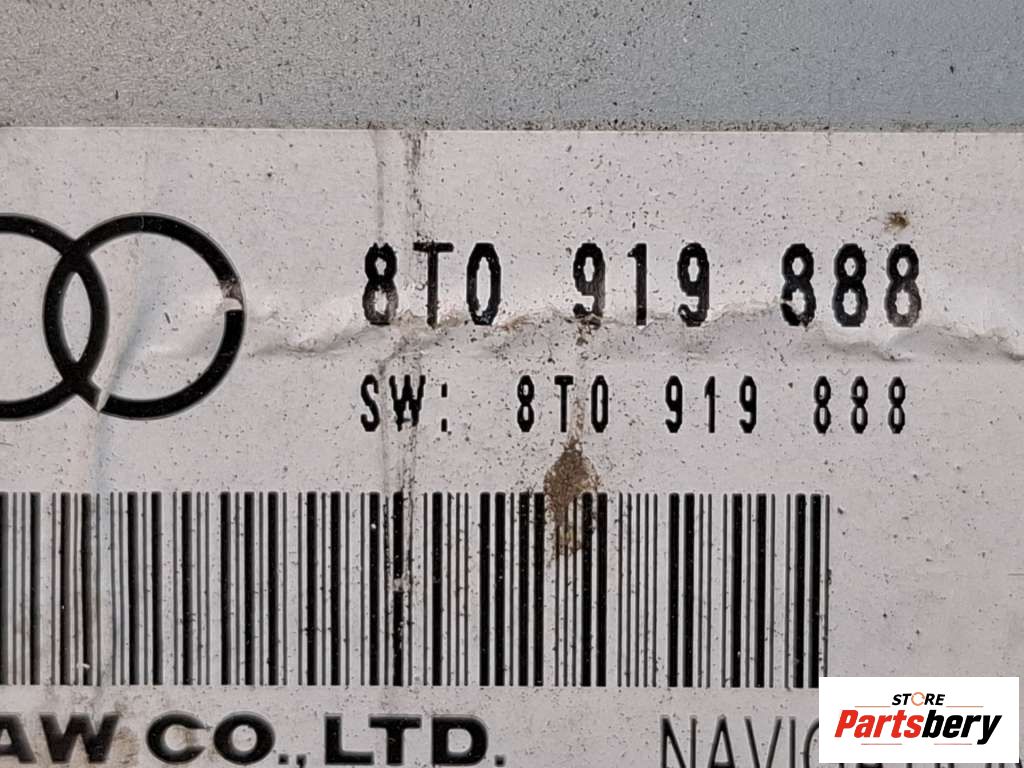 8T0 919 888
SW: 8T0 919 888
AW CO., LTD.
STORE
Partsbery